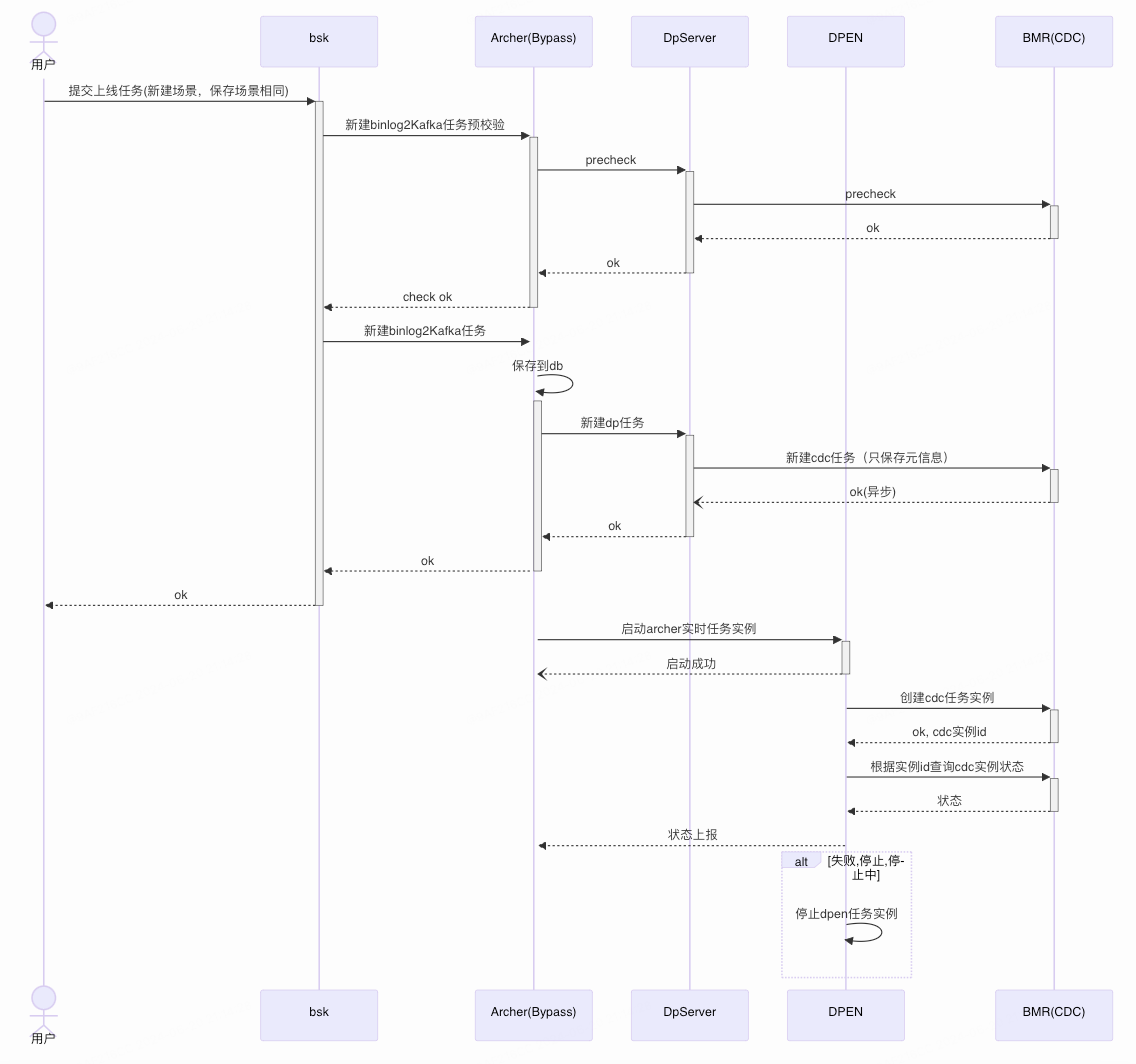 用户
bsk
Archer(Bypass)
DpServer
DPEN
BMR(CDC)
提交上线任务(新建场景，保存场景相同)
新建binlog2Kafka任务预校验
precheck
precheck
ok
ok
check ok
新建binlog2Kafka任务
保存到db
新建dp任务
新建cdc任务（只保存元信息）
ok(异步)
ok
ok
ok
启动archer实时任务实例
启动成功
创建cdc任务实例
ok, cdc实例id
根据实例id查询cdc实例状态
状态
状态上报
alt
[失败,停止,停-
止中]
停止dpen任务实例
用户
bsk
Archer(Bypass)
DpServer
DPEN
BMR(CDC)